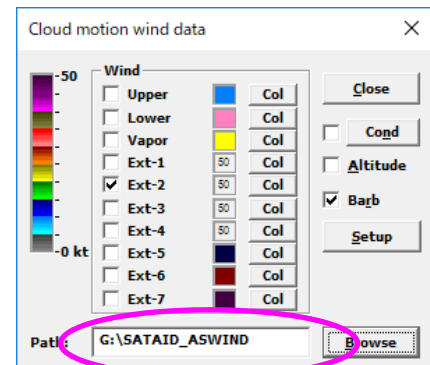 Cloud motion wind data
Wind
50
Upper Col Close
Lower Col
Vapor Col Cond
Ext-1 50 Col
Altitude
Ext-2 50 Col
Ext-3 50 Col Barb
Ext-4 50 Col
0 kt Ext-5 Col Setup
Ext-6 Col
Ext-7 Col
Path: G:\SATAID_ASWIND Browse